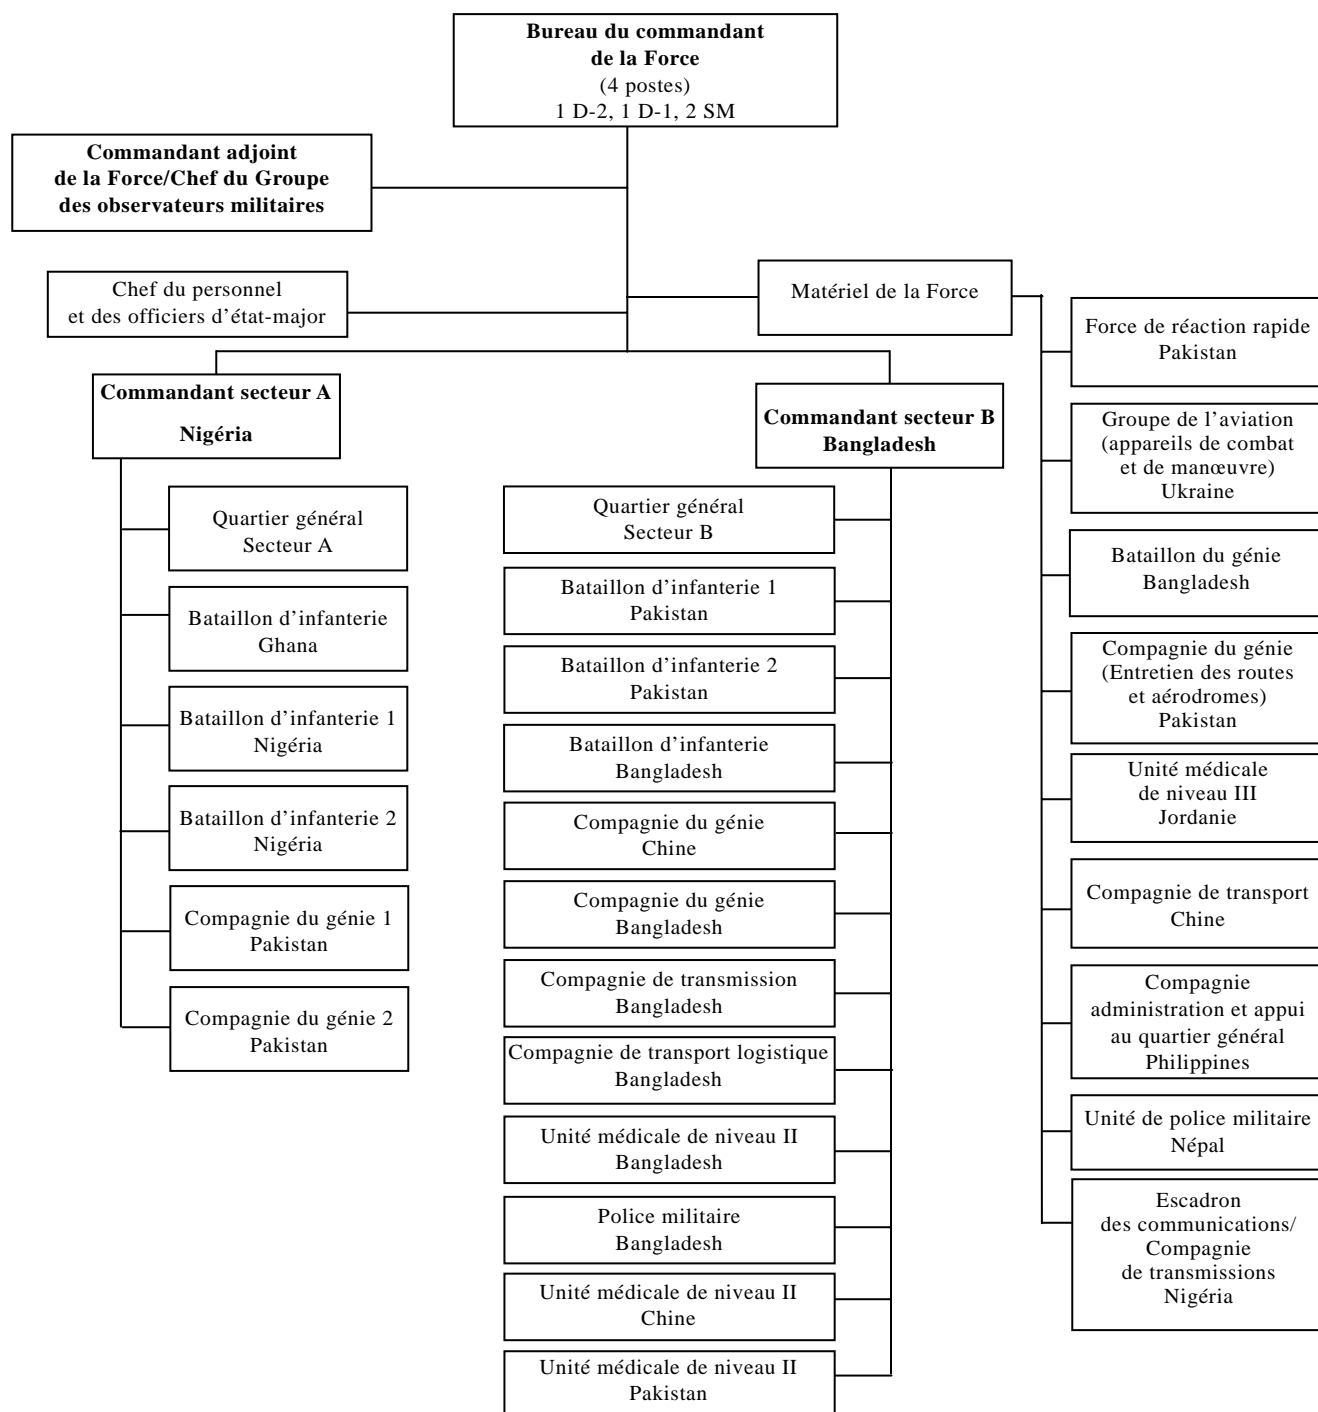 Bureau du commandant
de la Force
(4 postes)
1 D-2, 1 D-1, 2 SM
Commandant adjoint
de la Force/Chef du Groupe
des observateurs militaires
Chef du personnel
et des officiers d’état-major
Matériel de la Force
Commandant secteur A
Nigéria
Quartier général
Secteur A
Bataillon d’infanterie
Ghana
Bataillon d’infanterie 1
Nigéria
Bataillon d’infanterie 2
Nigéria
Compagnie du génie 1
Pakistan
Compagnie du génie 2
Pakistan
Commandant secteur B
Bangladesh
Quartier général
Secteur B
Bataillon d’infanterie 1
Pakistan
Bataillon d’infanterie 2
Pakistan
Bataillon d’infanterie
Bangladesh
Compagnie du génie
Chine
Compagnie du génie
Bangladesh
Compagnie de transmission
Bangladesh
Compagnie de transport logistique
Bangladesh
Unité médicale de niveau II
Bangladesh
Police militaire
Bangladesh
Unité médicale de niveau II
Chine
Unité médicale de niveau II
Pakistan
Force de réaction rapide
Pakistan
Groupe de l’aviation
(appareils de combat
et de manœuvre)
Ukraine
Bataillon du génie
Bangladesh
Compagnie du génie
(Entretien des routes
et aérodromes)
Pakistan
Unité médicale
de niveau III
Jordanie
Compagnie de transport
Chine
Compagnie
administration et appui
au quartier général
Philippines
Unité de police militaire
Népal
Escadron
des communications/
Compagnie
de transmissions
Nigéria